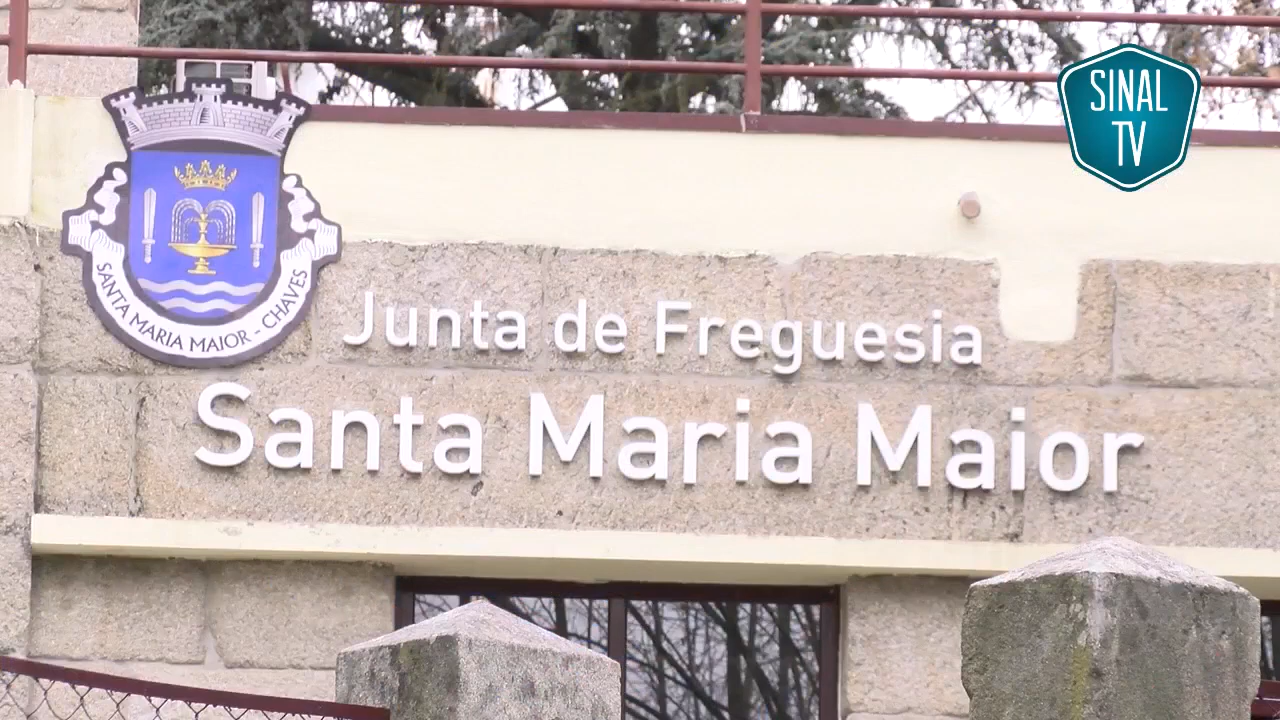 SINAL
TV
SANTA MARIA MAIOR - CHAVES
Junta de Freguesia
Santa Maria Maior